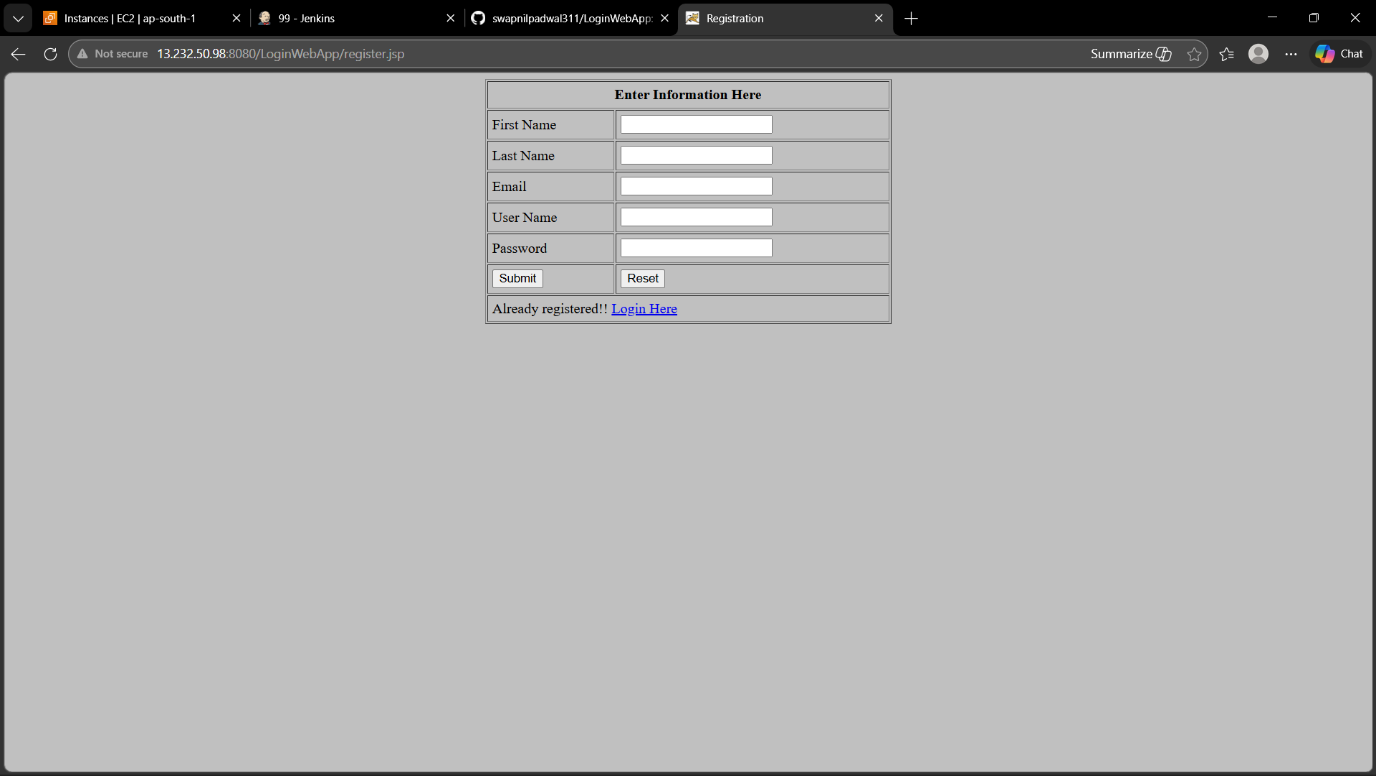 Instances | EC2 | ap-south-1
99 - Jenkins
swapnilpadwal311/LoginWebApp:
Registration
Not secure 13.232.50.98:8080/LoginWebApp/register.jsp
Summarize
Chat
Enter Information Here
First Name
Last Name
Email
User Name
Password
Submit Reset
Already registered!! Login Here